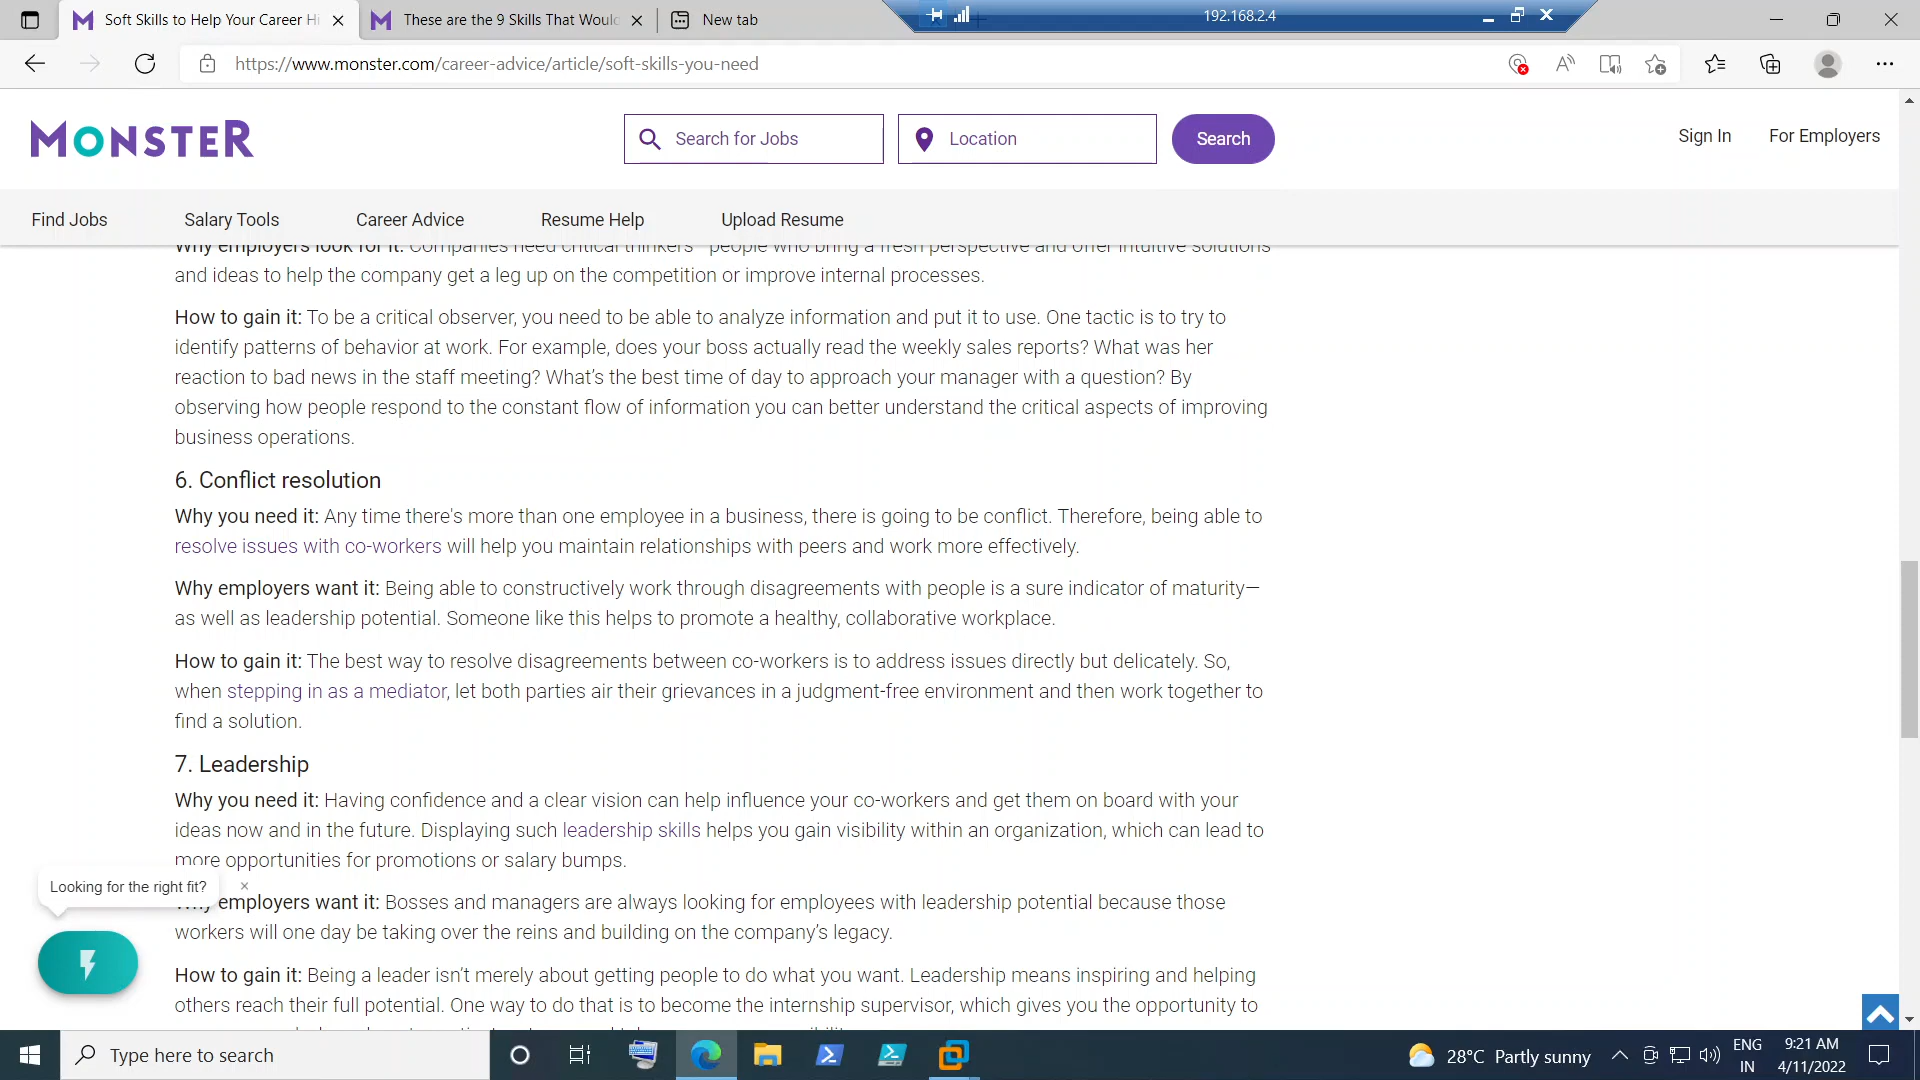 Soft Skills to Help Your Career Hi
These are the 9 Skills That Would
New tab
192.168.2.4
https://www.monster.com/career-advice/article/soft-skills-you-need
MONSTER
Search for Jobs
Location
Search
Sign In
For Employers
Find Jobs
Salary Tools
Career Advice
Resume Help
Upload Resume
Why employers look for it: Companies need critical thinkers—people who bring a fresh perspective and offer intuitive solutions
and ideas to help the company get a leg up on the competition or improve internal processes.
How to gain it: To be a critical observer, you need to be able to analyze information and put it to use. One tactic is to try to
identify patterns of behavior at work. For example, does your boss actually read the weekly sales reports? What was her
reaction to bad news in the staff meeting? What's the best time of day to approach your manager with a question? By
observing how people respond to the constant flow of information you can better understand the critical aspects of improving
business operations.
6. Conflict resolution
Why you need it: Any time there's more than one employee in a business, there is going to be conflict. Therefore, being able to
resolve issues with co-workers will help you maintain relationships with peers and work more effectively.
Why employers want it: Being able to constructively work through disagreements with people is a sure indicator of maturity—
as well as leadership potential. Someone like this helps to promote a healthy, collaborative workplace.
How to gain it: The best way to resolve disagreements between co-workers is to address issues directly but delicately. So,
when stepping in as a mediator, let both parties air their grievances in a judgment-free environment and then work together to
find a solution.
7. Leadership
Why you need it: Having confidence and a clear vision can help influence your co-workers and get them on board with your
ideas now and in the future. Displaying such leadership skills helps you gain visibility within an organization, which can lead to
more opportunities for promotions or salary bumps.
Looking for the right fit?
employers want it: Bosses and managers are always looking for employees with leadership potential because those
workers will one day be taking over the reins and building on the company's legacy.
How to gain it: Being a leader isn't merely about getting people to do what you want. Leadership means inspiring and helping
others reach their full potential. One way to do that is to become the internship supervisor, which gives you the opportunity to
Type here to search
28°C Partly sunny
ENG
IN
9:21 AM
4/11/2022